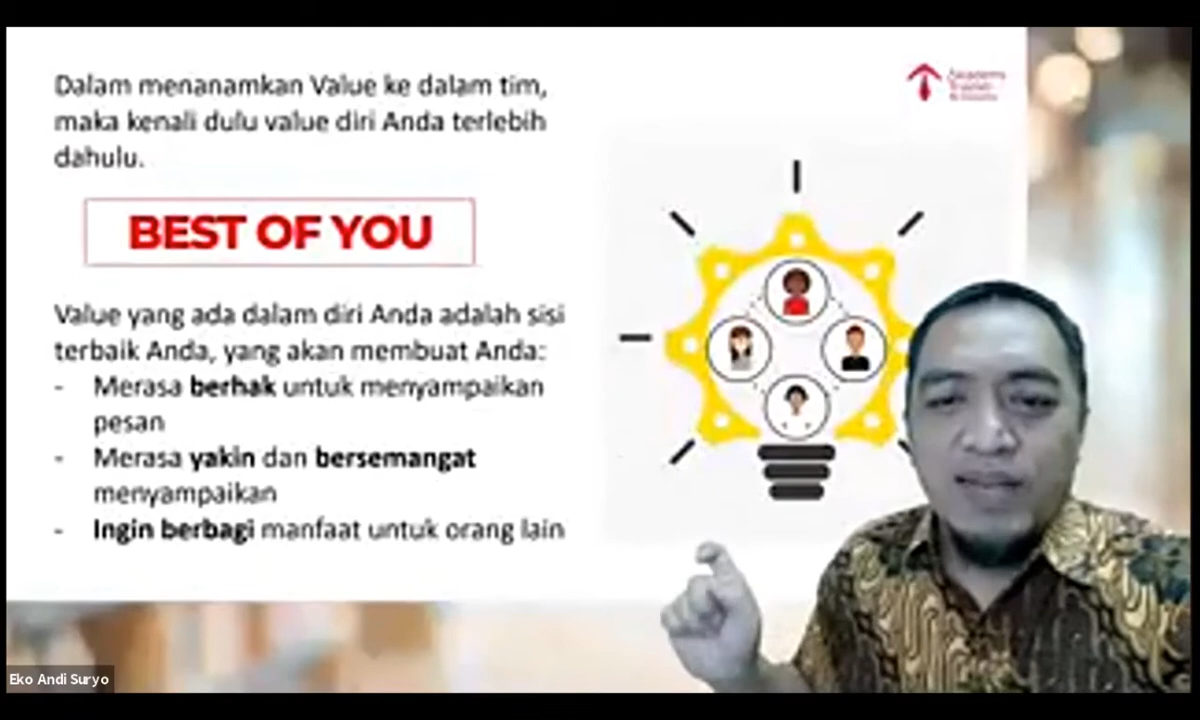 Dalam menanamkan Value ke dalam tim,
maka kenali dulu value diri Anda terlebih
dahulu.
BEST OF YOU
Value yang ada dalam diri Anda adalah sisi
terbaik Anda, yang akan membuat Anda:
- Merasa berhak untuk menyampaikan
pesan
- Merasa yakin dan bersemangat
menyampaikan
- Ingin berbagi manfaat untuk orang lain
Eko Andi Suryo